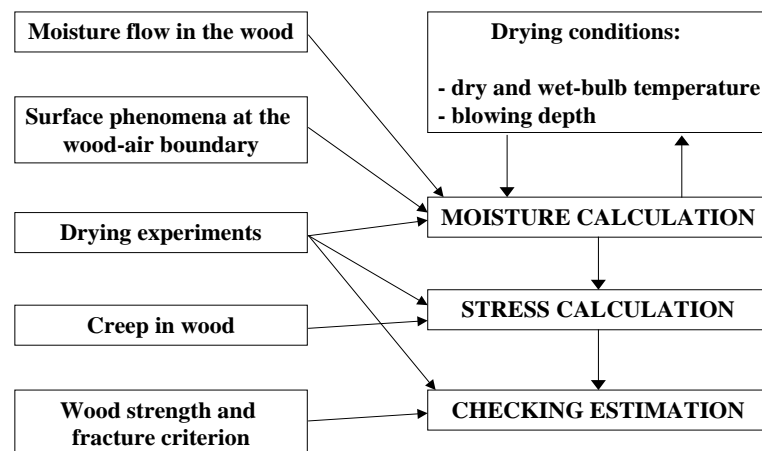 Moisture flow in the wood
Surface phenomena at the
wood-air boundary
Drying experiments
Creep in wood
Wood strength and
fracture criterion
Drying conditions:
- dry and wet-bulb temperature
- blowing depth
MOISTURE CALCULATION
STRESS CALCULATION
CHECKING ESTIMATION